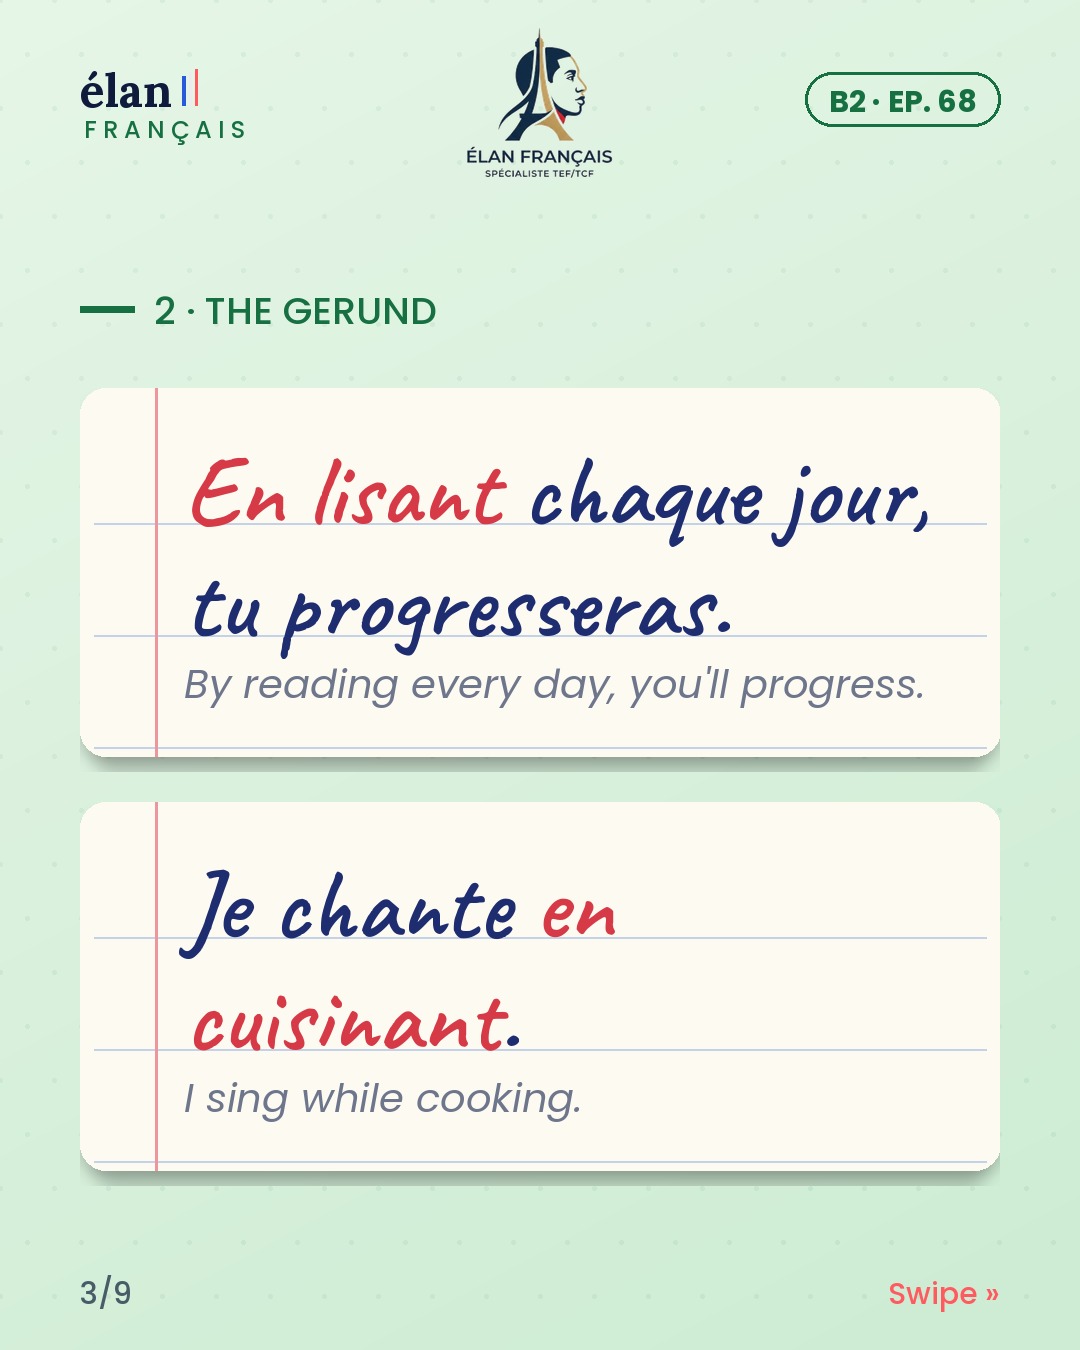 élan
FRANÇAIS
ÉLAN FRANÇAIS
SPÉCIALISTE TEF/TCF
B2 · EP. 68
2 · THE GERUND
En lisant chaque jour,
tu progresseras.
By reading every day, you'll progress.
Je chante en
cuisinant.
I sing while cooking.
3/9
Swipe »